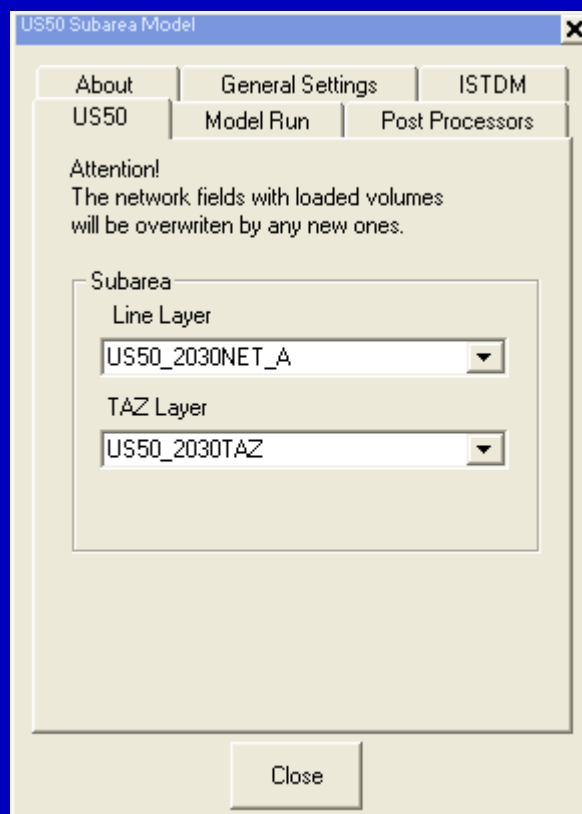 US50 Subarea Model
About
General Settings
ISTDM
US50
Model Run
Post Processors
Attention!
The network fields with loaded volumes
will be overwriten by any new ones.
Subarea
Line Layer
US50_2030NET_A
TAZ Layer
US50_2030TAZ
Close